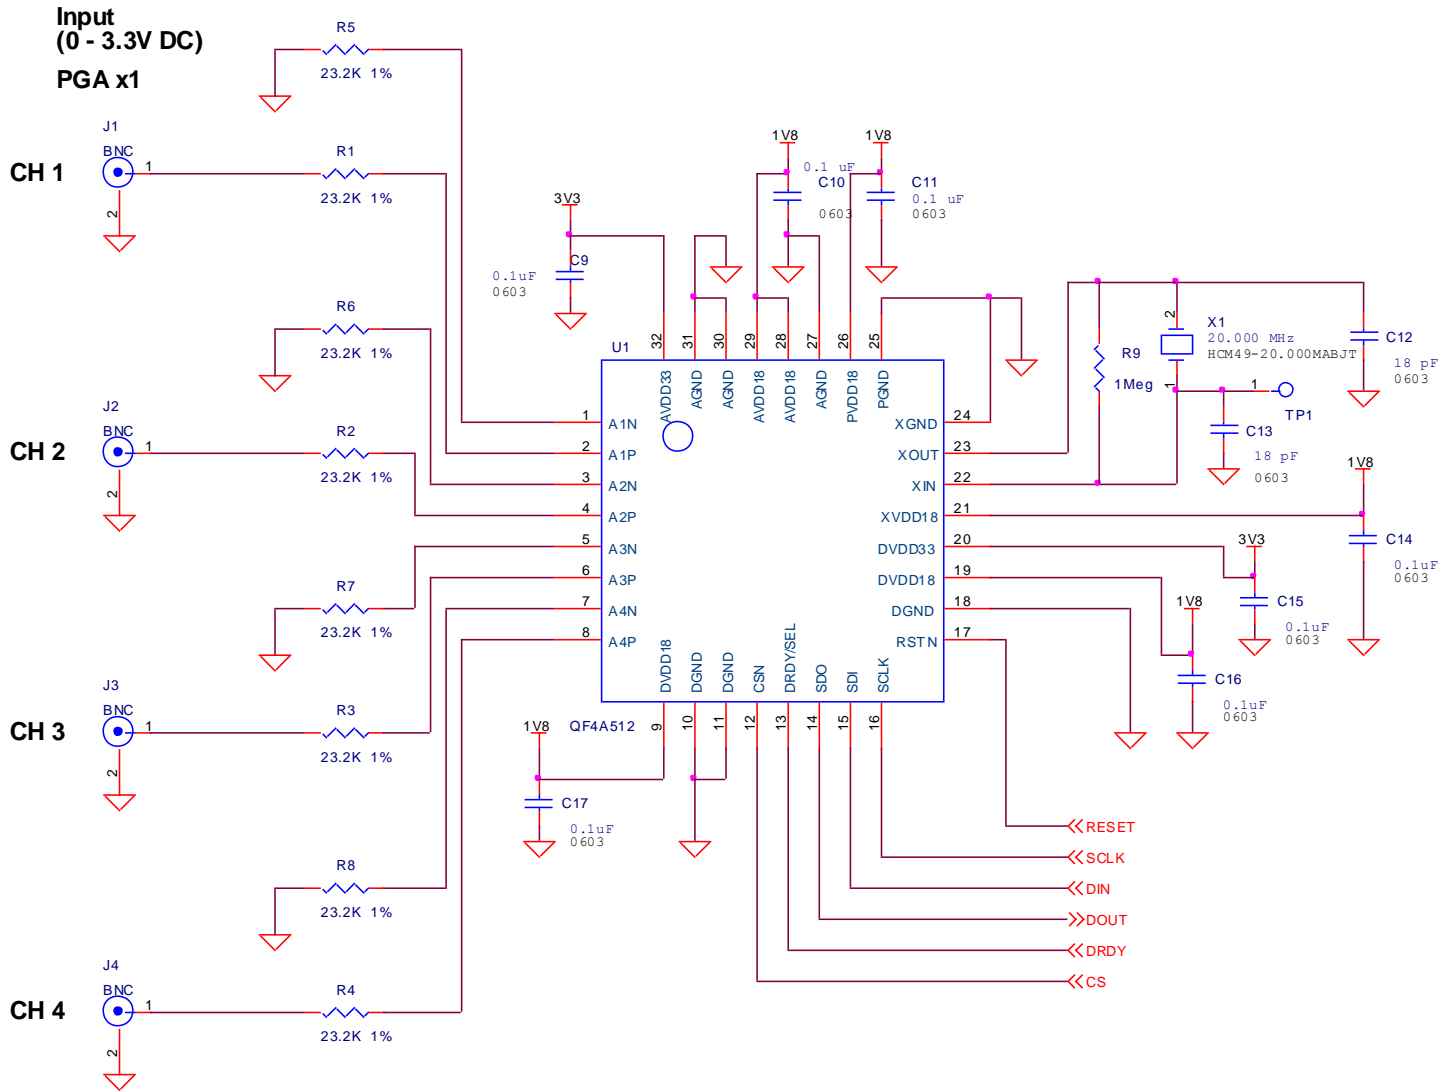 Input
(0 - 3.3V DC)
PGA x1
R5
23.2K 1%
CH 1
J1
BNC
1
2
R1
23.2K 1%
R6
23.2K 1%
CH 2
J2
BNC
1
2
R2
23.2K 1%
R7
23.2K 1%
CH 3
J3
BNC
1
2
R3
23.2K 1%
R8
23.2K 1%
CH 4
J4
BNC
1
2
R4
23.2K 1%
3V3
C9
0.1uF
0603
1V8
0.1 uF
C10
0603
1V8
C11
0.1 uF
0603
U1
32
31
30
29
28
27
26
25
AVDD33
AGND
AGND
AVDD18
AVDD18
AGND
PVDD18
PGND
1
A1N
2
A1P
3
A2N
4
A2P
5
A3N
6
A3P
7
A4N
8
A4P
XGND
24
XOUT
23
XIN
22
XVDD18
21
DVDD33
20
DVDD18
19
DGND
18
RSTN
17
DVDD18
DGND
DGND
CSN
DRDY/SEL
SDO
SDI
SCLK
9
10
11
12
13
14
15
16
QF4A512
1V8
C17
0.1uF
0603
R9
1Meg
2
1
X1
20.000 MHz
HCM49-20.000MABJT
C12
18 pF
0603
1
TP1
C13
18 pF
0603
1V8
C14
0.1uF
0603
3V3
C15
0.1uF
0603
1V8
C16
0.1uF
0603
RESET
SCLK
DIN
DOUT
DRDY
CS